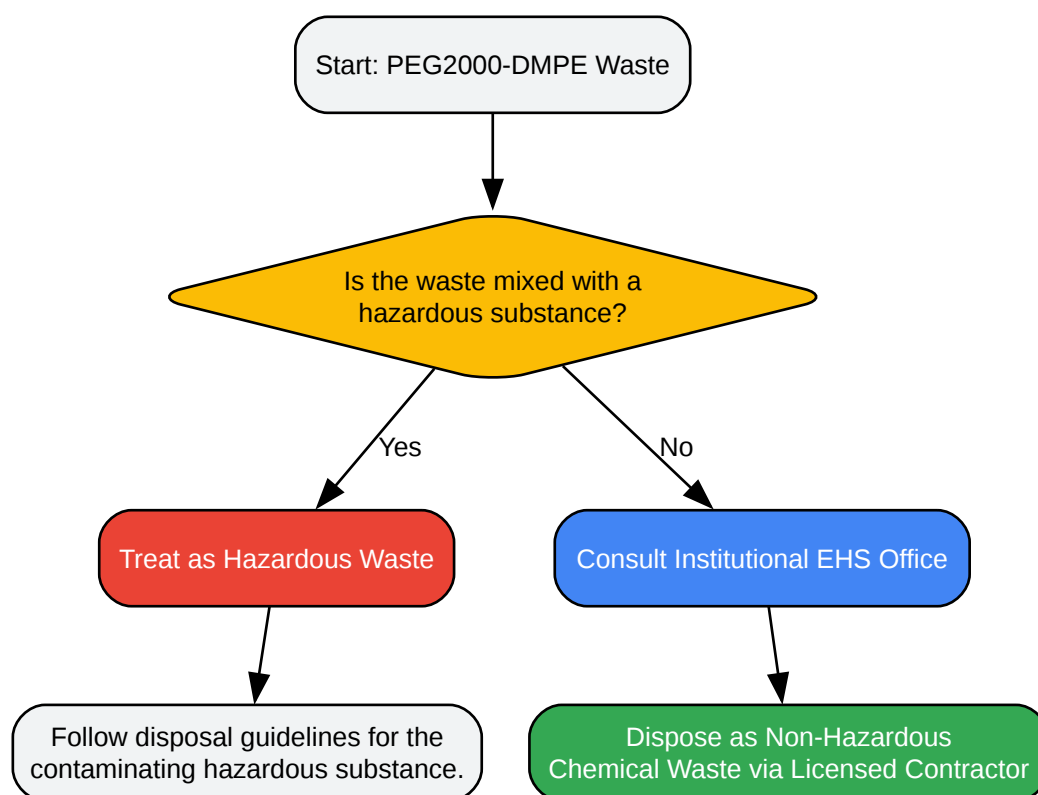 Start: PEG2000-DMPE Waste
Is the waste mixed with a
hazardous substance?
Yes
No
Treat as Hazardous Waste
Consult Institutional EHS Office
Follow disposal guidelines for the
contaminating hazardous substance.
Dispose as Non-Hazardous
Chemical Waste via Licensed Contractor